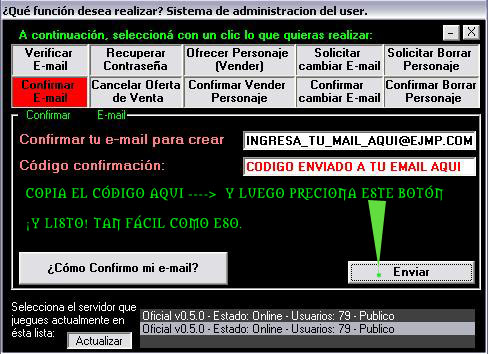 ¿Qué función desea realizar? Sistema de administracion del user.
A continuación, seleccioná con un clic lo que quieras realizar:
Verificar E-mail
Recuperar Contraseña
Ofrecer Personaje (Vender)
Solicitar cambiar E-mail
Solicitar Borrar Personaje
Confirmar E-mail
Cancelar Oferta de Venta
Confirmar Vender Personaje
Confirmar cambiar E-mail
Confirmar Borrar Personaje
Confirmar E-mail
Confirmar tu e-mail para crear
INGRESA_TU_MAIL_AQUI@EJMP.COM
Código confirmación:
CODIGO ENVIADO A TU EMAIL AQUI
COPIA EL CÓDIGO AQUI ----> Y LUEGO PRECIONA ESTE BOTÓN
¡Y LISTO! TAN FÁCIL COMO ESO.
¿Cómo Confirmo mi e-mail?
Enviar
Selecciona el servidor que
juegues actualmente en
ésta lista:
Actualizar
Oficial v0.5.0 - Estado: Online - Usuarios: 79 - Publico
Oficial v0.5.0 - Estado: Online - Usuarios: 79 - Publico